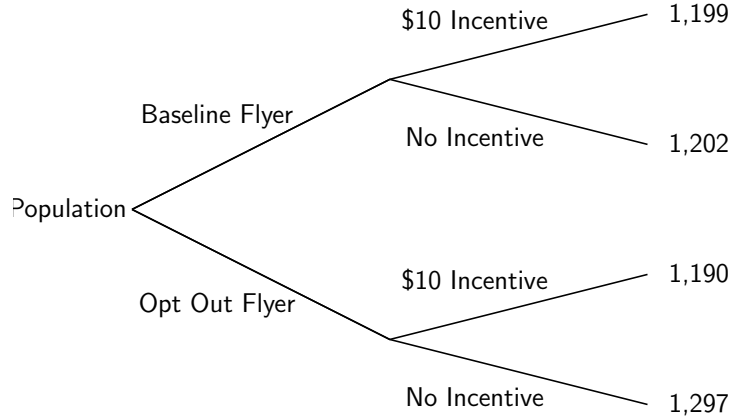 $10 Incentive
1,199
Baseline Flyer
No Incentive
1,202
Population
$10 Incentive
1,190
Opt Out Flyer
No Incentive
1,297